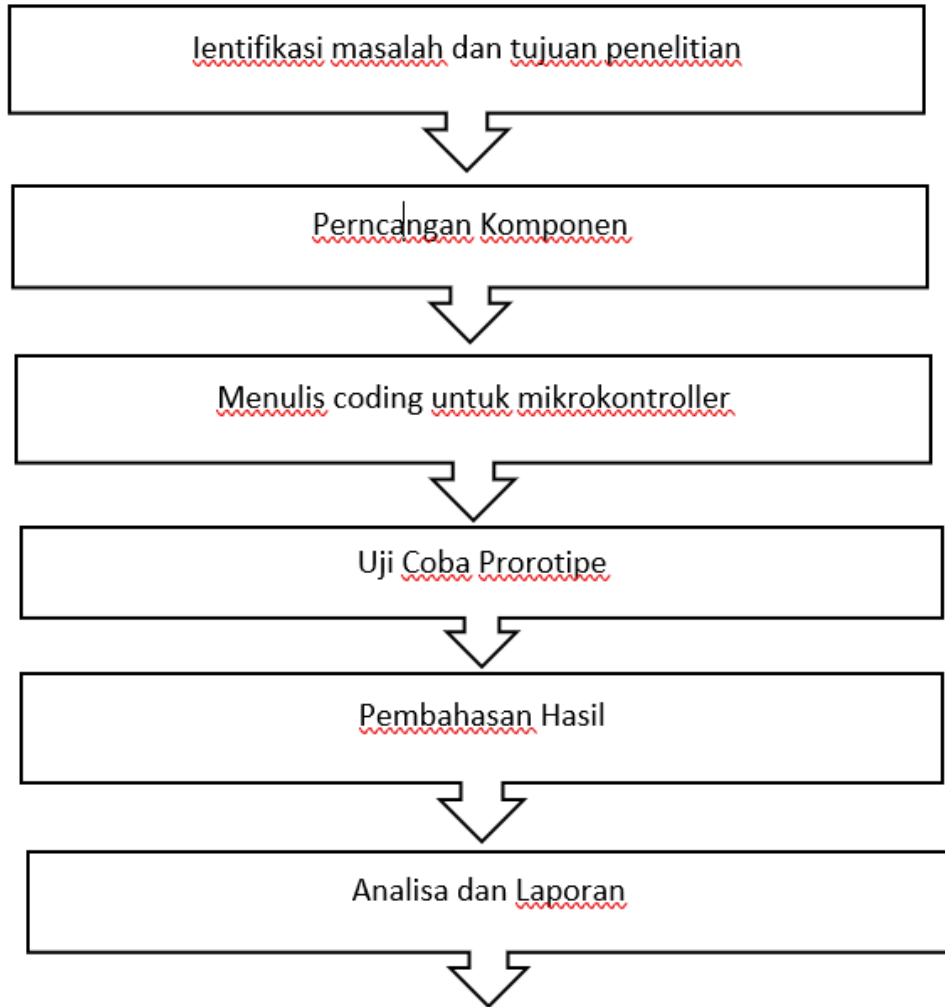 Ientifikasi masalah dan tujuan penelitian
Perncangan Komponen
Menulis coding untuk mikrokontroller
Uji Coba Prorotipe
Pembahasan Hasil
Analisa dan Laporan